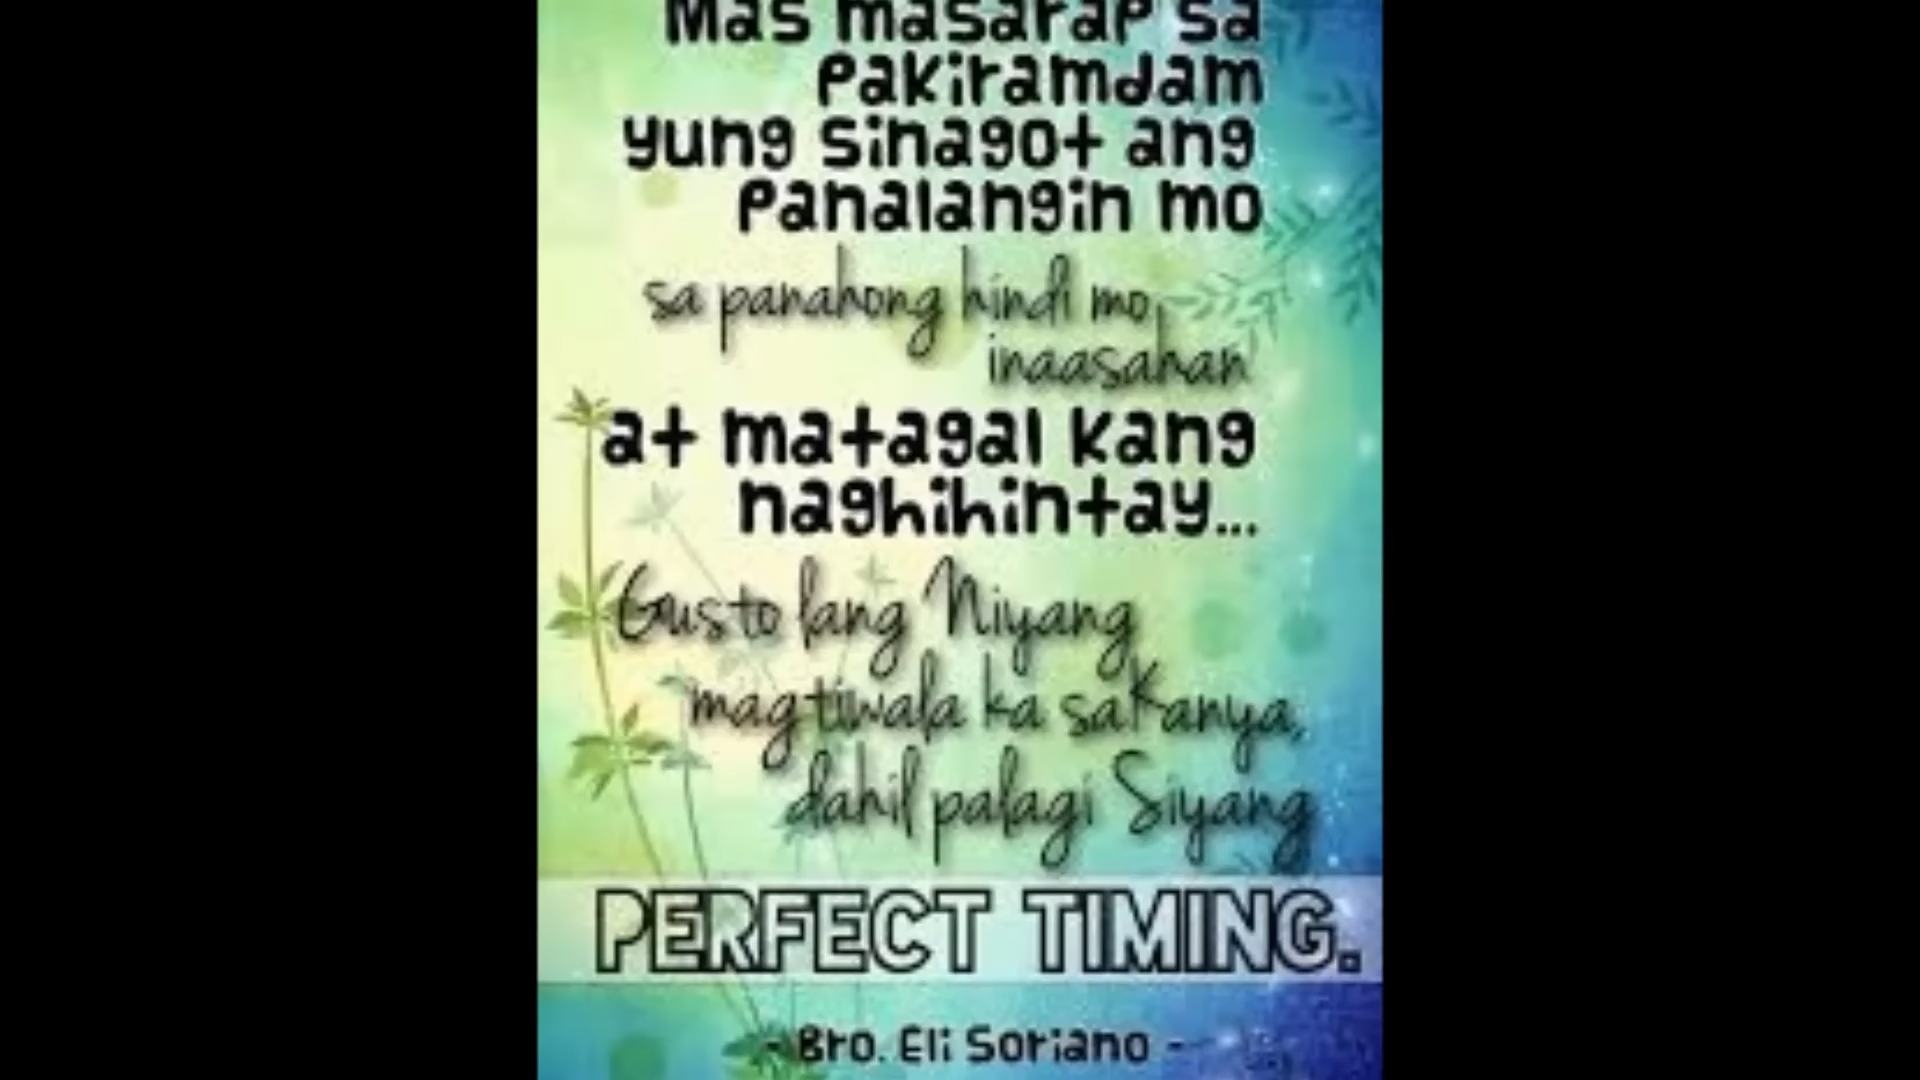 Mas masarap sa
Pakiramdam
yung sinagot ang
Panalangin mo
sa panahong hindi mo
inaasahan
at matagal kang
naghihintay...
Gusto lang Niyang
magtiwala ka saKanya,
dahil palagi Siyang
PERFECT TIMING.
- Bro. Eli Soriano -